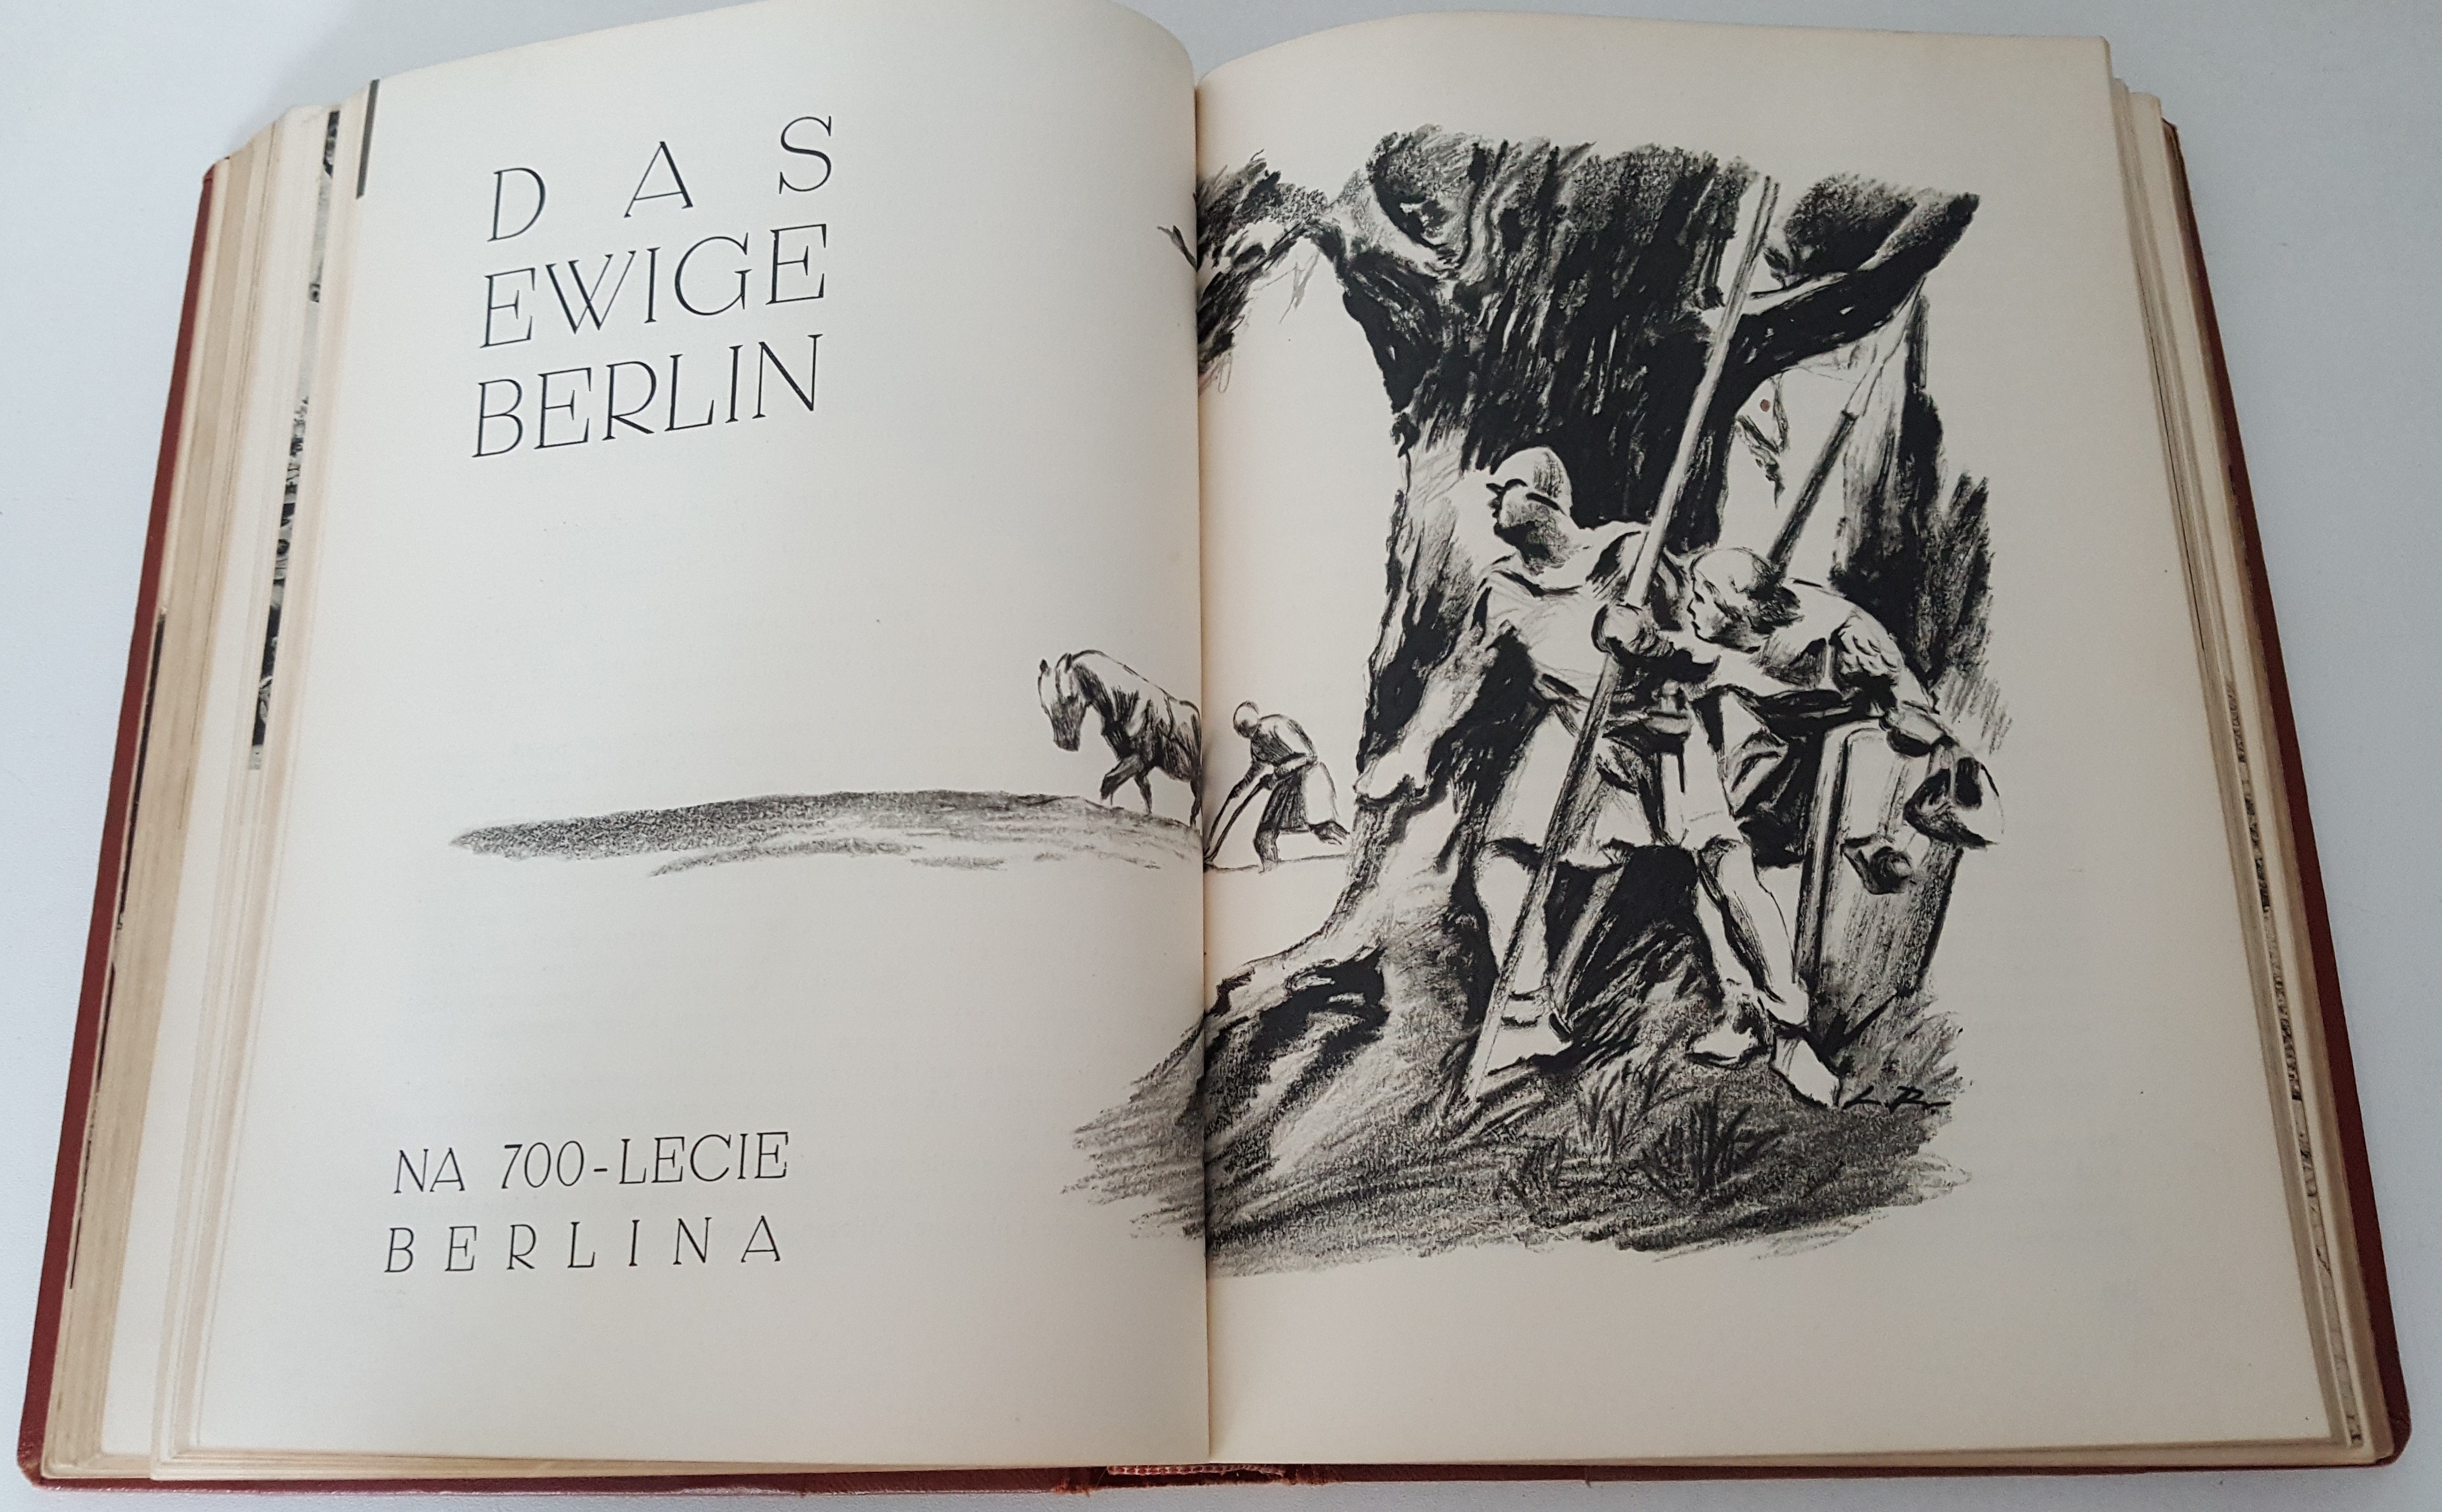 DAS
EWIGE
BERLIN
NA 700-LECIE
BERLINA